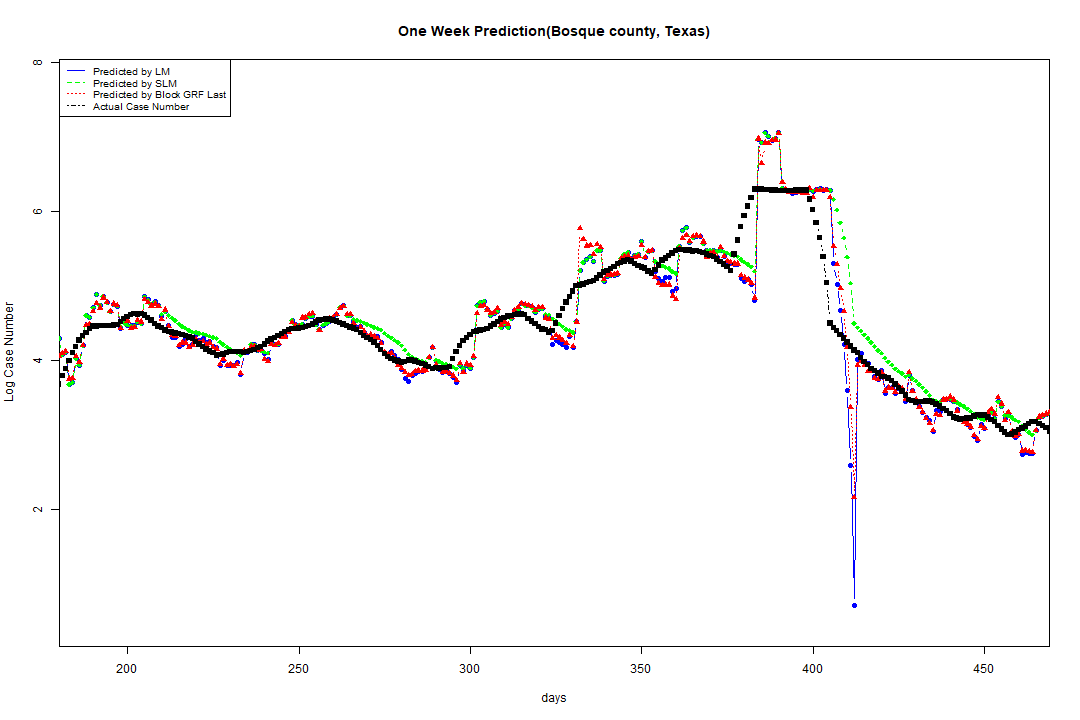 One Week Prediction(Bosque county, Texas)
Predicted by LM
Predicted by SLM
Predicted by Block GRF Last
Actual Case Number
8
6
4
2
Log Case Number
200 250 300 350 400 450
days